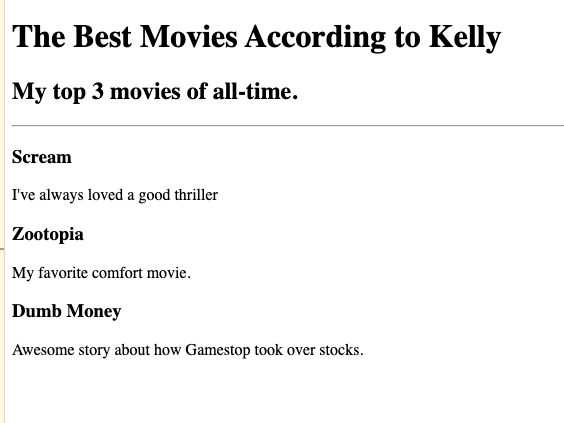 The Best Movies According to Kelly
My top 3 movies of all-time.
Scream
I've always loved a good thriller
Zootopia
My favorite comfort movie.
Dumb Money
Awesome story about how Gamestop took over stocks.